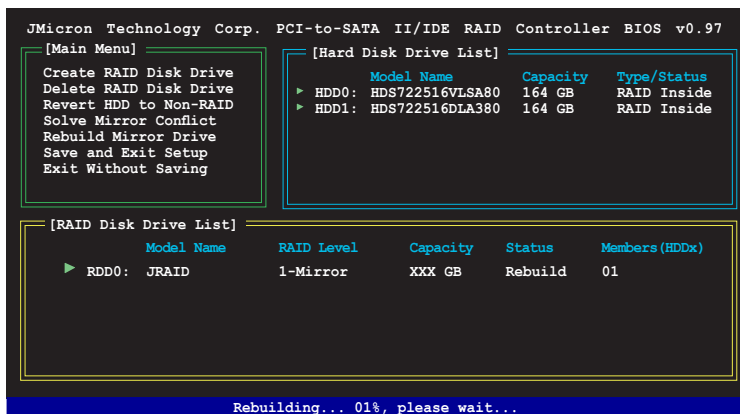 JMicron Technology Corp. PCI-to-SATA II/IDE RAID Controller BIOS v0.97
[Main Menu]
Create RAID Disk Drive
Delete RAID Disk Drive
Revert HDD to Non-RAID
Solve Mirror Conflict
Rebuild Mirror Drive
Save and Exit Setup
Exit Without Saving
[Hard Disk Drive List]
Model Name Capacity Type/Status
HDD0: HDS722516VLSA80 164 GB RAID Inside
HDD1: HDS722516DLA380 164 GB RAID Inside
[RAID Disk Drive List]
Model Name RAID Level Capacity Status Members(HDDx)
RDD0: JRAID 1-Mirror XXX GB Rebuild 01
Rebuilding... 01%, please wait...